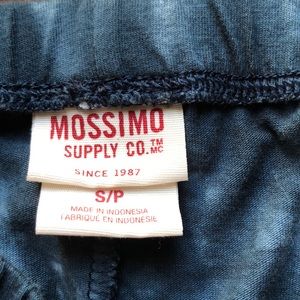 MOSSIMO
SUPPLY CO.™ MC
SINCE 1987
S/P
MADE IN INDONESIA
FABRIQUÉ EN INDONÉSIE